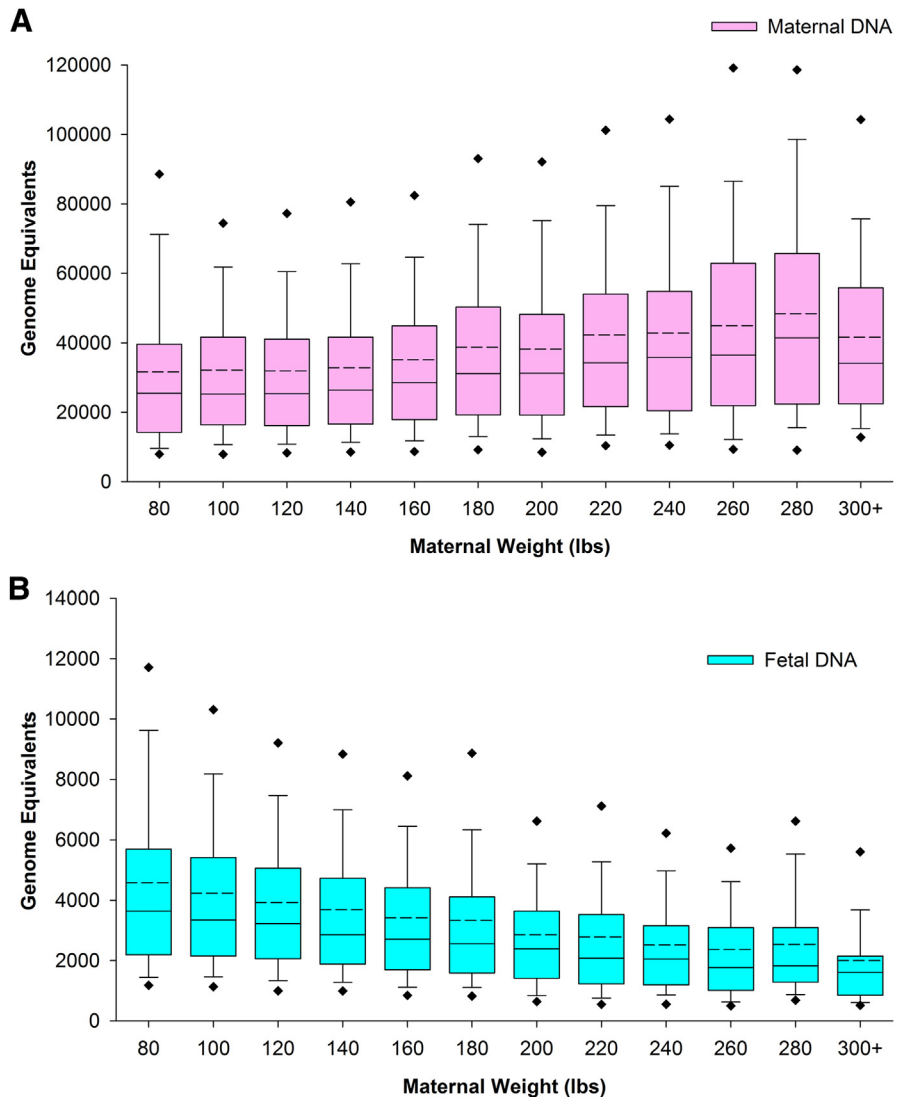 A
Maternal DNA
120000
100000
80000
60000
40000
20000
0
Genome Equivalents
80 100 120 140 160 180 200 220 240 260 280 300+
Maternal Weight (lbs)
B
Fetal DNA
14000
12000
10000
8000
6000
4000
2000
0
Genome Equivalents
80 100 120 140 160 180 200 220 240 260 280 300+
Maternal Weight (lbs)